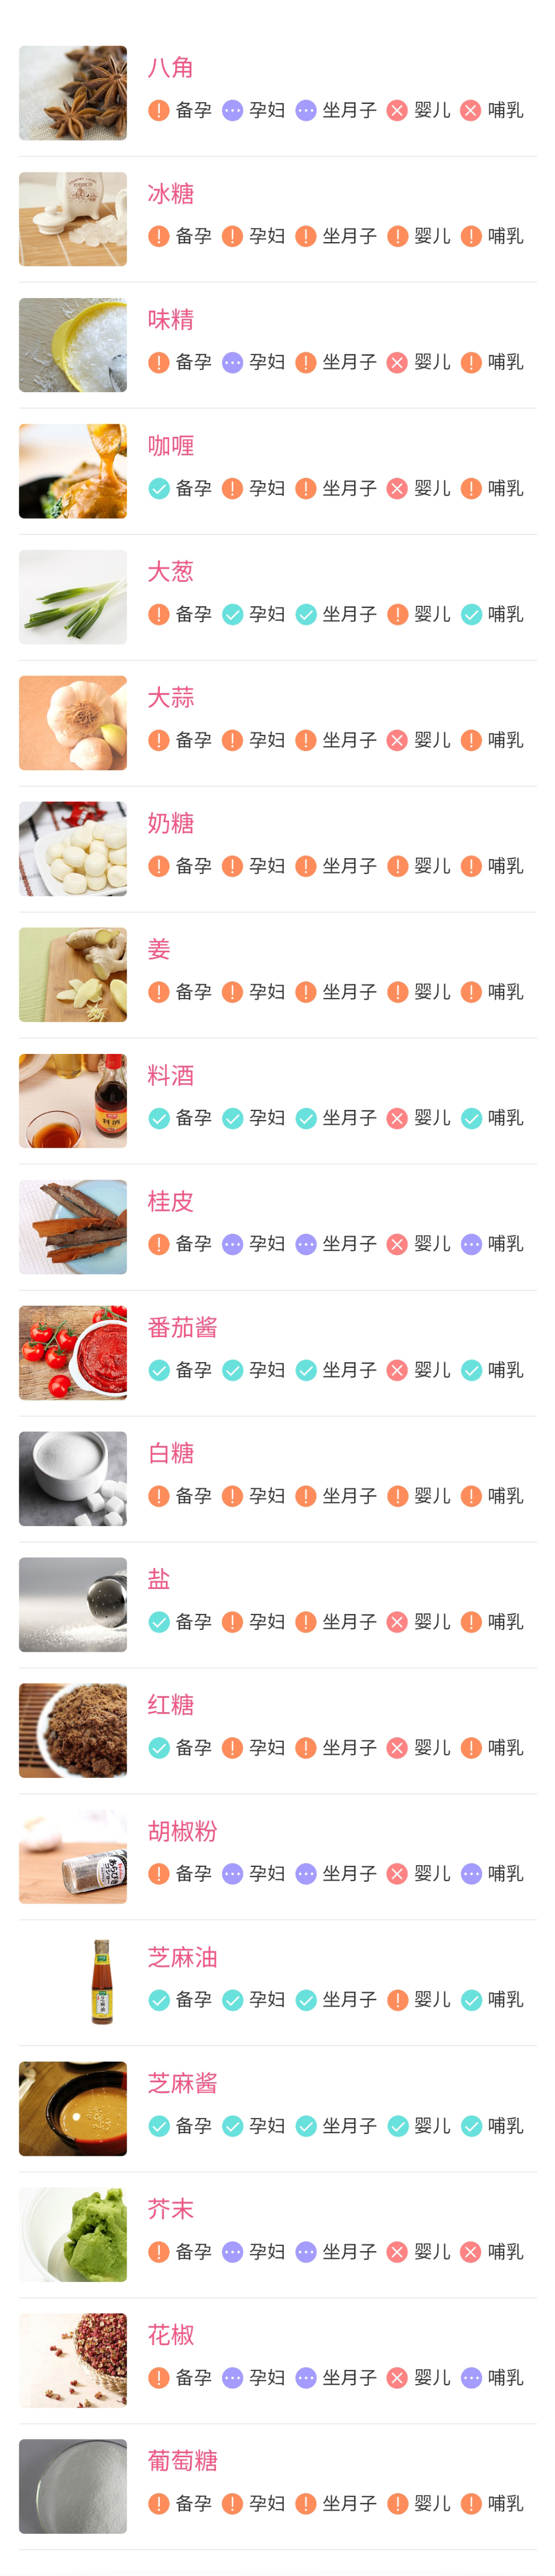 八角
备孕 孕妇 坐月子 婴儿 哺乳
冰糖
备孕 孕妇 坐月子 婴儿 哺乳
味精
备孕 孕妇 坐月子 婴儿 哺乳
咖喱
备孕 孕妇 坐月子 婴儿 哺乳
大葱
备孕 孕妇 坐月子 婴儿 哺乳
大蒜
备孕 孕妇 坐月子 婴儿 哺乳
奶糖
备孕 孕妇 坐月子 婴儿 哺乳
姜
备孕 孕妇 坐月子 婴儿 哺乳
料酒
备孕 孕妇 坐月子 婴儿 哺乳
桂皮
备孕 孕妇 坐月子 婴儿 哺乳
番茄酱
备孕 孕妇 坐月子 婴儿 哺乳
白糖
备孕 孕妇 坐月子 婴儿 哺乳
盐
备孕 孕妇 坐月子 婴儿 哺乳
红糖
备孕 孕妇 坐月子 婴儿 哺乳
胡椒粉
备孕 孕妇 坐月子 婴儿 哺乳
芝麻油
备孕 孕妇 坐月子 婴儿 哺乳
芝麻酱
备孕 孕妇 坐月子 婴儿 哺乳
芥末
备孕 孕妇 坐月子 婴儿 哺乳
花椒
备孕 孕妇 坐月子 婴儿 哺乳
葡萄糖
备孕 孕妇 坐月子 婴儿 哺乳